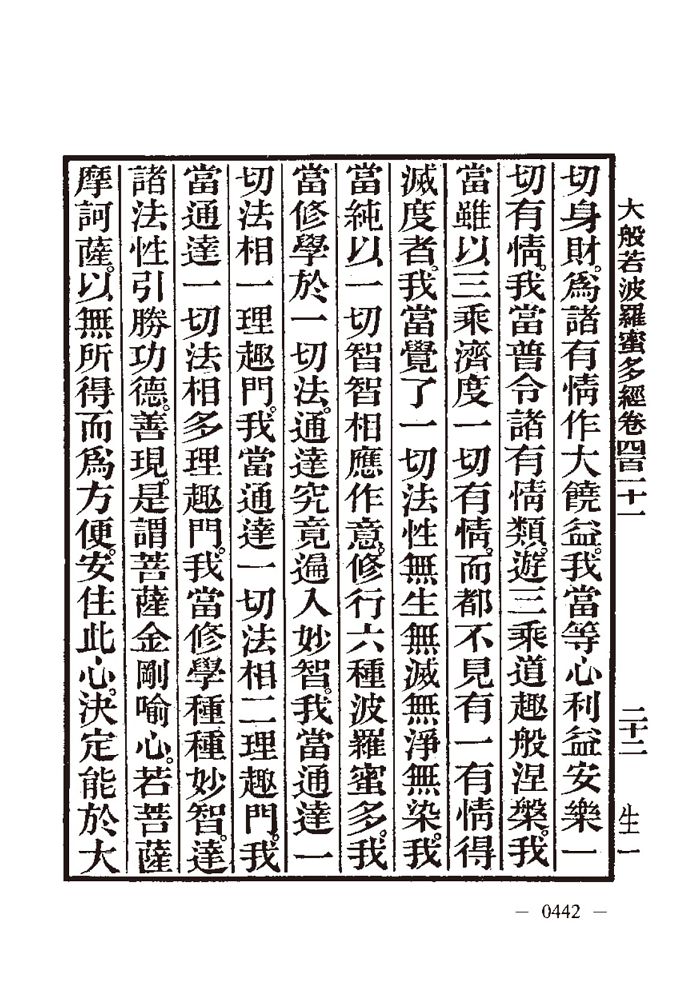 大般若波羅蜜多經卷四百一十一
二十二
生一
切身財。爲諸有情作大饒益。我當等心利益安樂一
切有情。我當普令諸有情類。遊三乘道趣般涅槃。我
當雖以三乘濟度一切有情。而都不見有一有情得
滅度者。我當覺了一切法性無生無滅無淨無染。我
當純以一切智智相應作意。修行六種波羅蜜多。我
當修學於一切法。通達究竟遍入妙智。我當通達一
切法相一理趣門。我當通達一切法相二理趣門。我
當通達一切法相多理趣門。我當修學種種妙智。達
諸法性引勝功德。善現。是謂菩薩金剛喻心。若菩薩
摩訶薩。以無所得而爲方便。安住此心。決定能於大
— 0442 —